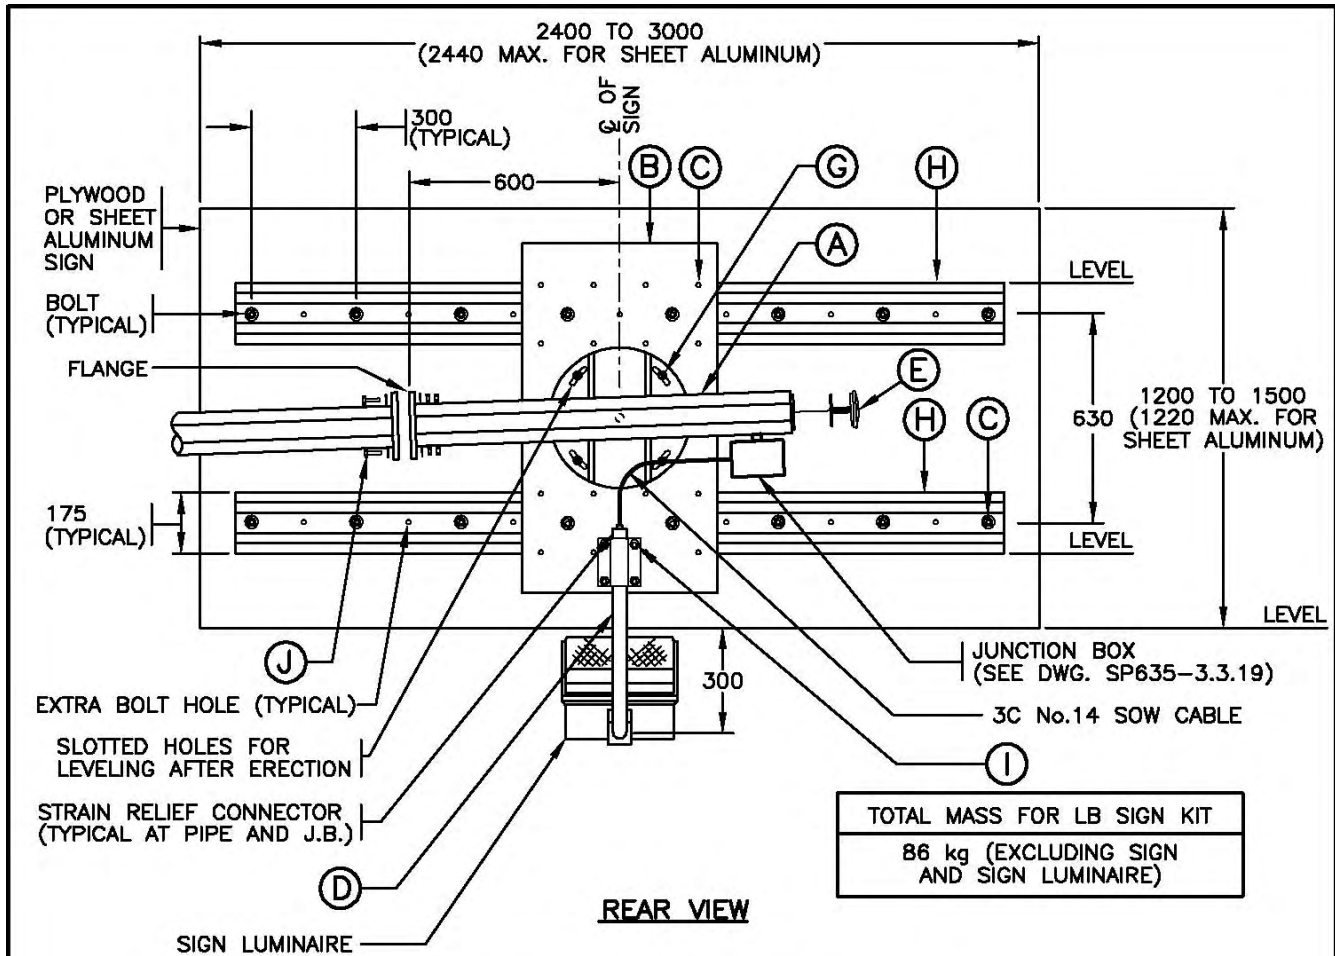 2400 TO 3000
(2440 MAX. FOR SHEET ALUMINUM)
℄ OF
SIGN
300
(TYPICAL)
600
B
C
G
H
PLYWOOD
OR SHEET
ALUMINUM
SIGN
A
LEVEL
BOLT
(TYPICAL)
FLANGE
E
1200 TO 1500
(1220 MAX. FOR
SHEET ALUMINUM)
630
H
C
175
(TYPICAL)
LEVEL
LEVEL
J
300
JUNCTION BOX
(SEE DWG. SP635-3.3.19)
EXTRA BOLT HOLE (TYPICAL)
3C No.14 SOW CABLE
SLOTTED HOLES FOR
LEVELING AFTER ERECTION
I
STRAIN RELIEF CONNECTOR
(TYPICAL AT PIPE AND J.B.)
TOTAL MASS FOR LB SIGN KIT
86 kg (EXCLUDING SIGN
AND SIGN LUMINAIRE)
D
REAR VIEW
SIGN LUMINAIRE